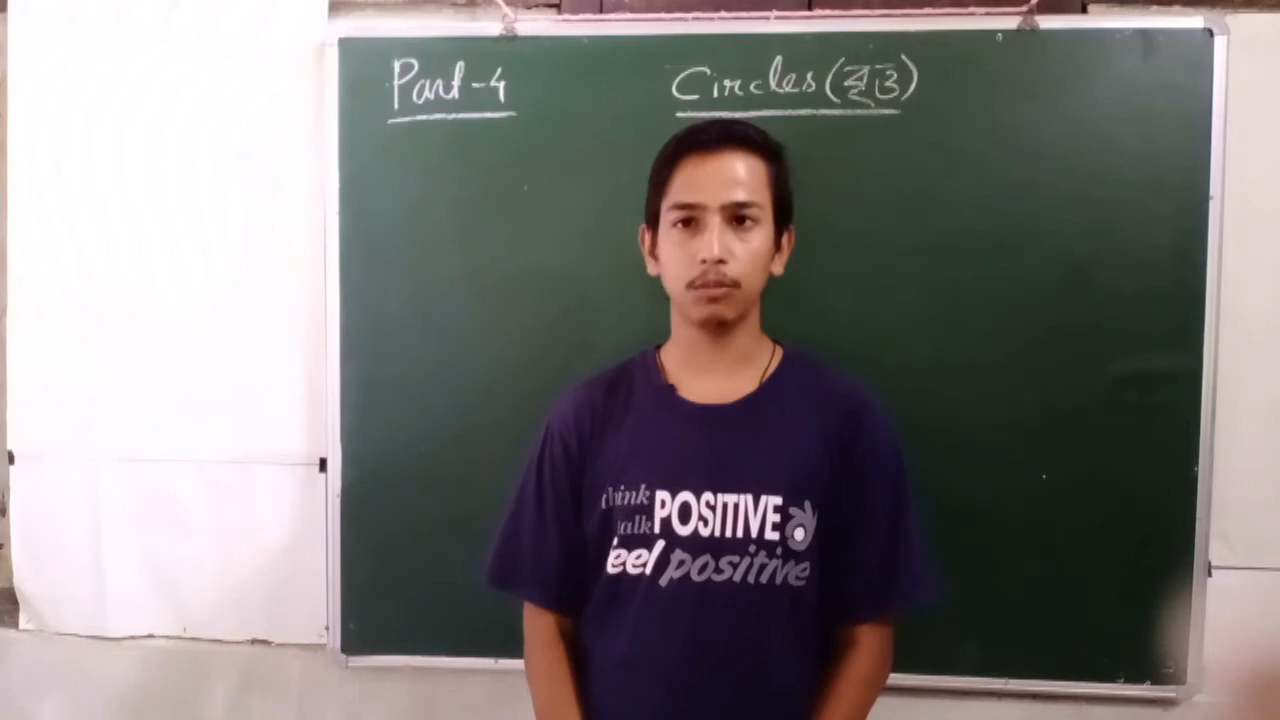 Part-4
Circles (वृत्त)
think
talk POSITIVE
feel positive